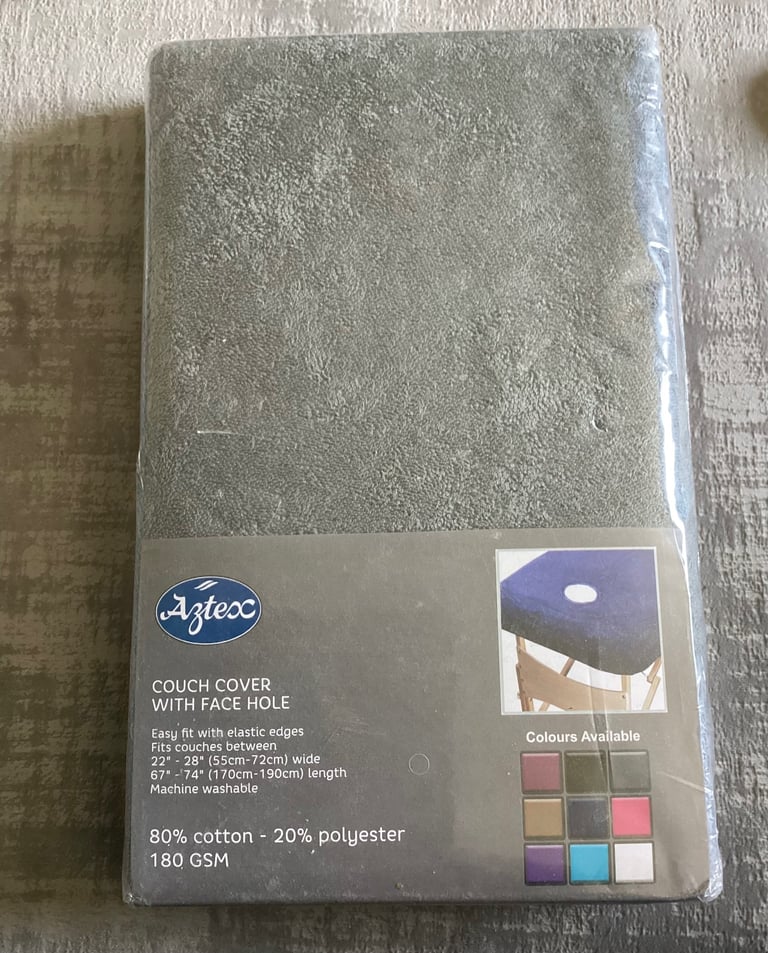 Aztex
COUCH COVER
WITH FACE HOLE
Easy fit with elastic edges
Fits couches between
22" - 28" (55cm-72cm) wide
67" - 74" (170cm-190cm) length
Machine washable
80% cotton - 20% polyester
180 GSM
Colours Available